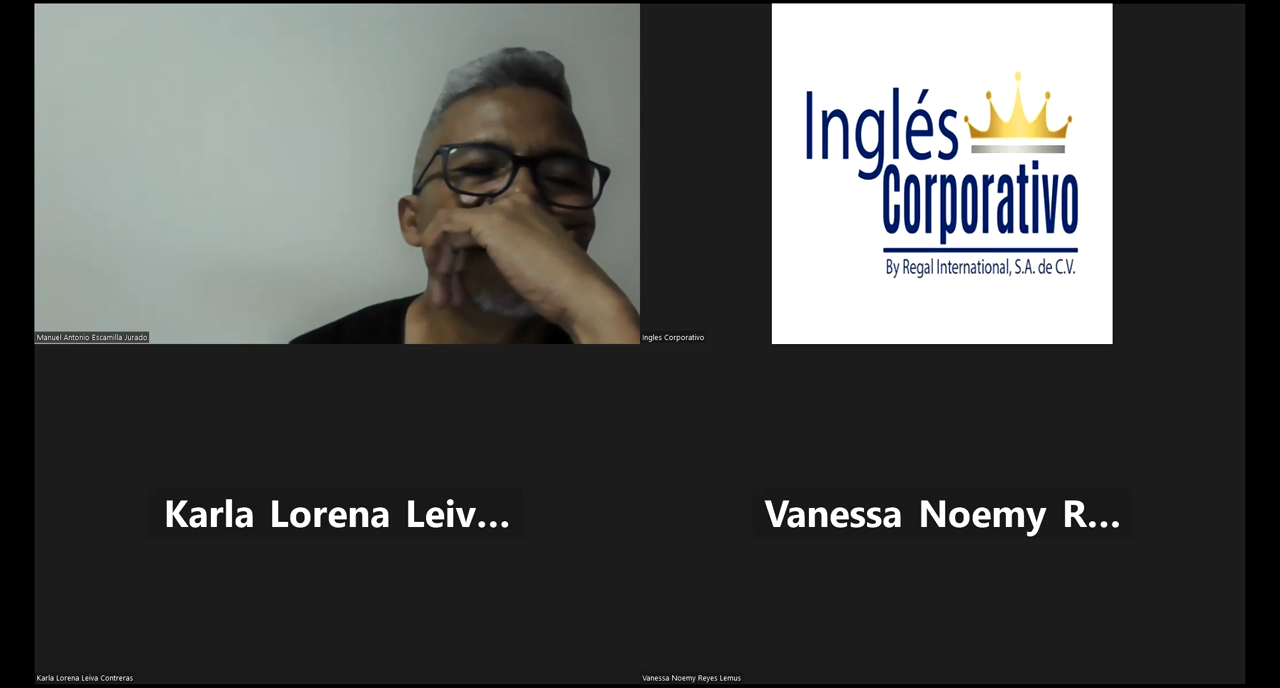 Inglés
Corporativo
By Regal International, S.A. de C.V.
Manuel Antonio Escamilla Jurado
Ingles Corporativo
Karla Lorena Leiv...
Vanessa Noemy R...
Karla Lorena Leiva Contreras
Vanessa Noemy Reyes Lemus